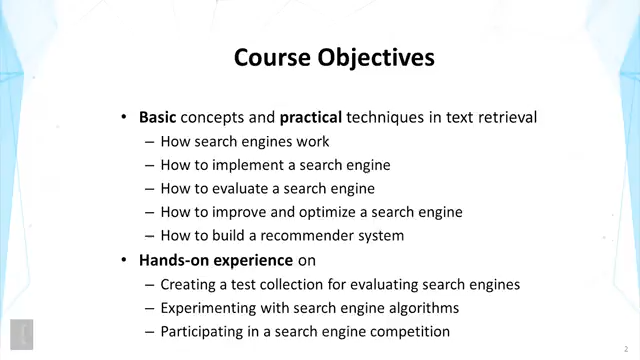 Course Objectives
• Basic concepts and practical techniques in text retrieval
– How search engines work
– How to implement a search engine
– How to evaluate a search engine
– How to improve and optimize a search engine
– How to build a recommender system
• Hands-on experience on
– Creating a test collection for evaluating search engines
– Experimenting with search engine algorithms
– Participating in a search engine competition
2